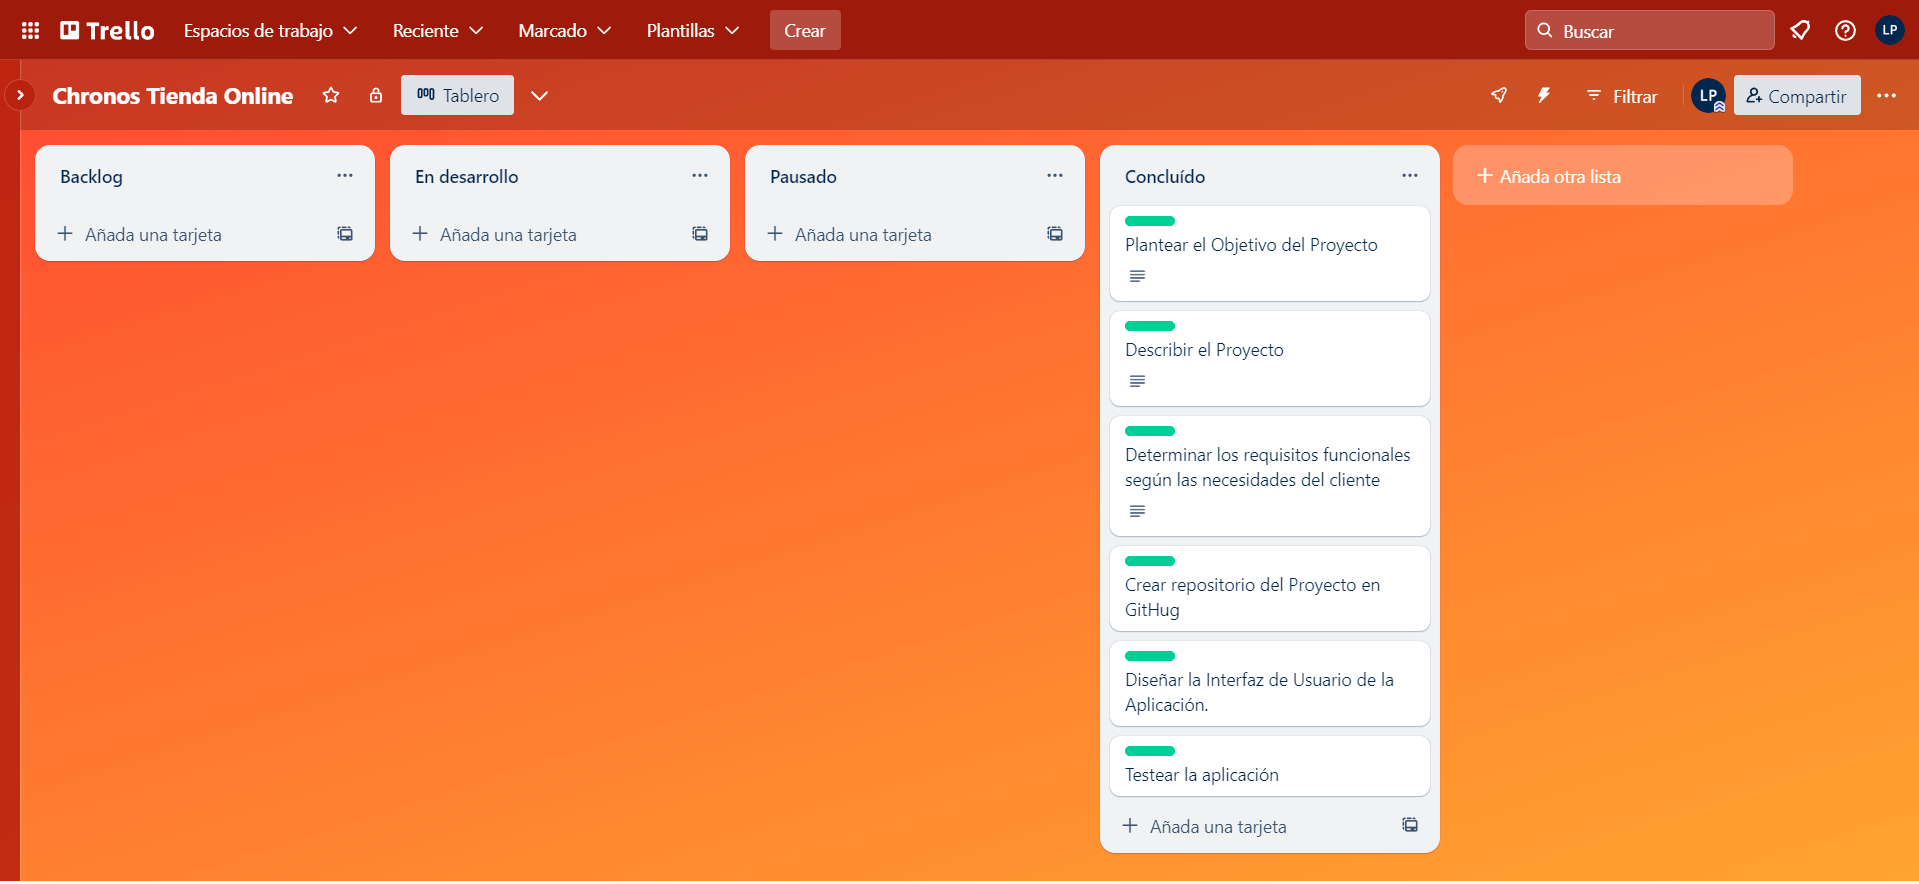 Trello
Espacios de trabajo
Reciente
Marcado
Plantillas
Crear
Buscar
LP
Chronos Tienda Online
Tablero
Filtrar
LP
Compartir
Backlog
Añada una tarjeta
En desarrollo
Añada una tarjeta
Pausado
Añada una tarjeta
Concluído
Plantear el Objetivo del Proyecto
Describir el Proyecto
Determinar los requisitos funcionales
según las necesidades del cliente
Crear repositorio del Proyecto en
GitHug
Diseñar la Interfaz de Usuario de la
Aplicación.
Testear la aplicación
Añada una tarjeta
Añada otra lista